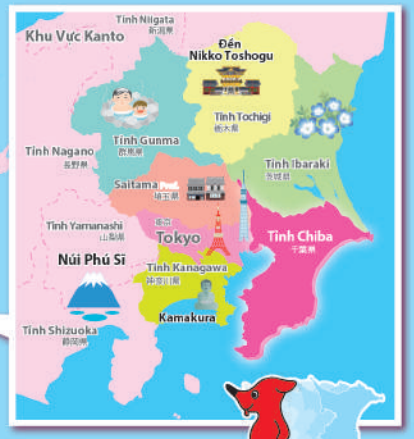 Tỉnh Niigata
新潟県
Khu Vực Kanto
Đền
Nikko Toshogu
Tỉnh Tochigi
栃木県
Tỉnh Gunma
群馬県
Tỉnh Nagano
長野県
Tỉnh Ibaraki
茨城県
Saitama Pref.
埼玉県
Tỉnh Yamanashi
山梨県
東京
Tokyo
Tỉnh Chiba
千葉県
Núi Phú Sĩ
Tỉnh Kanagawa
神奈川県
Kamakura
Tỉnh Shizuoka
静岡県